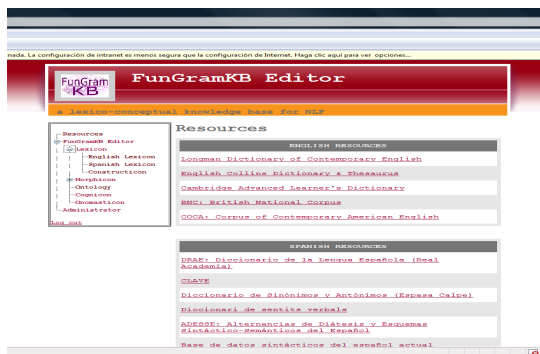 nada. La configuración de intranet es menos segura que la configuración de Internet. Haga clic aquí para ver opciones...
FunGram
KB
FunGramKB Editor
a lexico-conceptual knowledge base for NLP
Resources
FunGramKB Editor
Lexicon
English Lexicon
Spanish Lexicon
Constructicon
Morphicon
Ontology
Cognicon
Onomasticon
Administrator
Log out
Resources
ENGLISH RESOURCES
Longman Dictionary of Contemporary English
English Collins Dictionary & Thesaurus
Cambridge Advanced Learner's Dictionary
BNC: British National Corpus
COCA: Corpus of Contemporary American English
SPANISH RESOURCES
DRAE: Diccionario de la Lengua Española (Real
Academia)
CLAVE
Diccionario de Sinónimos y Antónimos (Espasa Calpe)
Diccionari de sentits verbals
ADESSE: Alternancias de Diátesis y Esquemas
Sintáctico-Semánticos del Español
Base de datos sintácticos del español actual